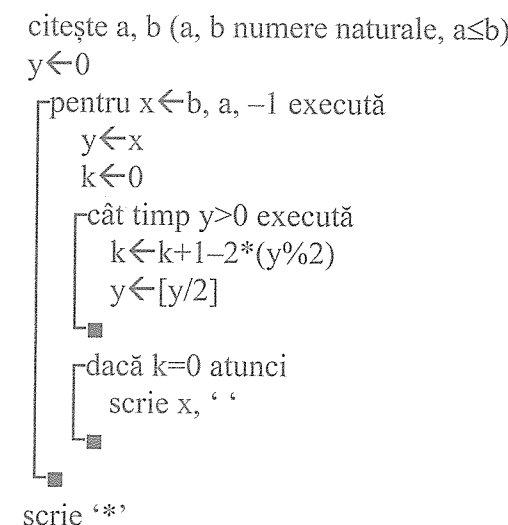 citește a, b (a, b numere naturale, a≤b)
y←0
pentru x←b, a, –1 execută
y←x
k←0
cât timp y>0 execută
k←k+1–2*(y%2)
y←[y/2]
dacă k=0 atunci
scrie x, ‘ ‘
scrie ‘*’